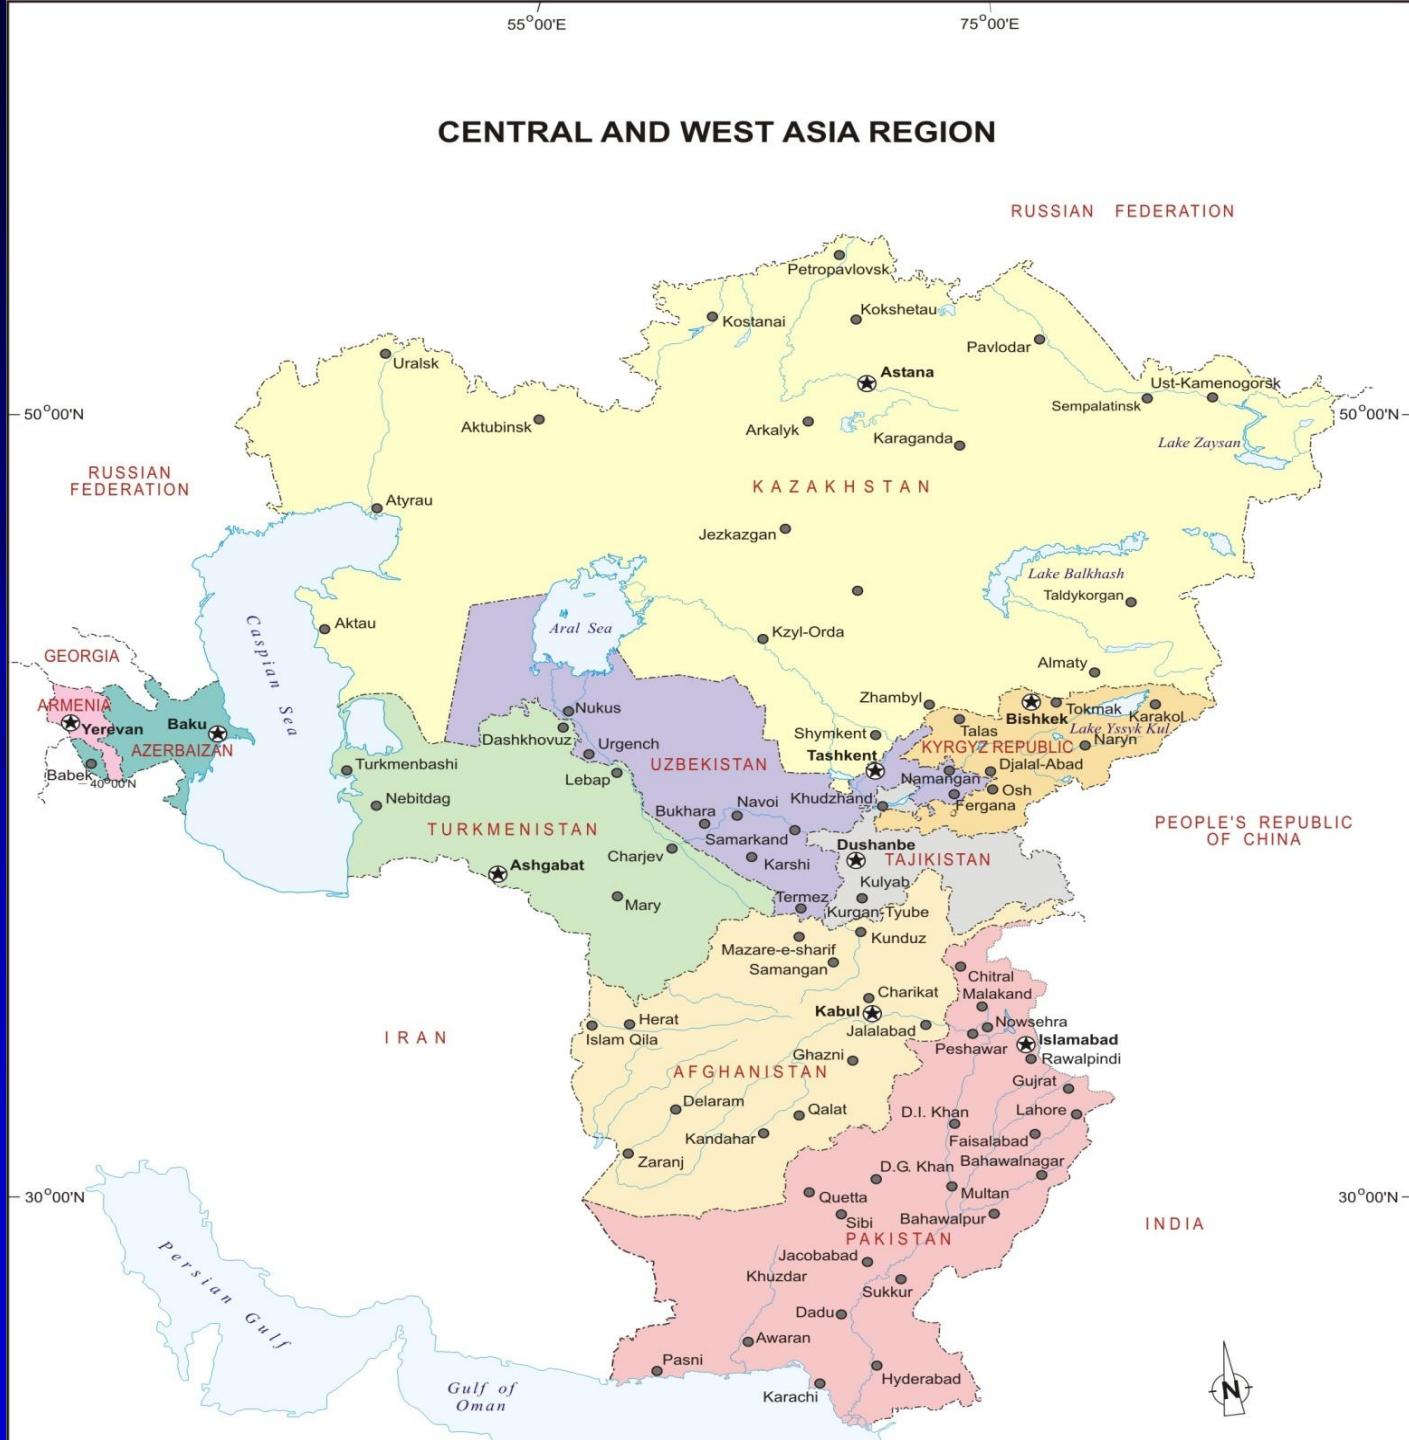 55°00'E
75°00'E
CENTRAL AND WEST ASIA REGION
RUSSIAN FEDERATION
Petropavlovsk
Kostanai
Kokshetau
Pavlodar
Uralsk
Astana
Ust-Kamenogorsk
Sempalatinsk
50°00'N
50°00'N
Aktubinsk
Arkalyk
Karaganda
Lake Zaysan
RUSSIAN
FEDERATION
KAZAKHSTAN
Atyrau
Jezkazgan
Lake Balkhash
Taldykorgan
Caspian Sea
Aktau
Aral Sea
Kzyl-Orda
GEORGIA
Almaty
ARMENIA
Zhambyl
Yerevan
Baku
Nukus
Bishkek
Tokmak
Karakol
Talas
Lake Yssyk Kul
AZERBAIZAN
Dashkhovuz
Urgench
Shymkent
KYRGYZ REPUBLIC
Naryn
Tashkent
Babek
40°00'N
Turkmenbashi
Lebap
UZBEKISTAN
Namangan
Djalal-Abad
Osh
Nebitdag
Khudzhand
Fergana
Bukhara
Navoi
TURKMENISTAN
Samarkand
PEOPLE'S REPUBLIC
OF CHINA
Dushanbe
Charjev
Karshi
TAJIKISTAN
Ashgabat
Kulyab
Mary
Termez
Kurgan-Tyube
Kunduz
Mazare-e-sharif
Samangan
Chitral
Malakand
Charikat
Kabul
Herat
Islam Qila
Jalalabad
Nowsehra
Peshawar
Islamabad
Rawalpindi
IRAN
Ghazni
AFGHANISTAN
Gujrat
Delaram
Qalat
D.I. Khan
Lahore
Kandahar
Faisalabad
Zaranj
D.G. Khan
Bahawalnagar
30°00'N
30°00'N
Quetta
Multan
Sibi
Bahawalpur
INDIA
PAKISTAN
Jacobabad
Khuzdar
Sukkur
Persian Gulf
Dadu
Awaran
Pasni
Hyderabad
Karachi
Gulf of
Oman
N